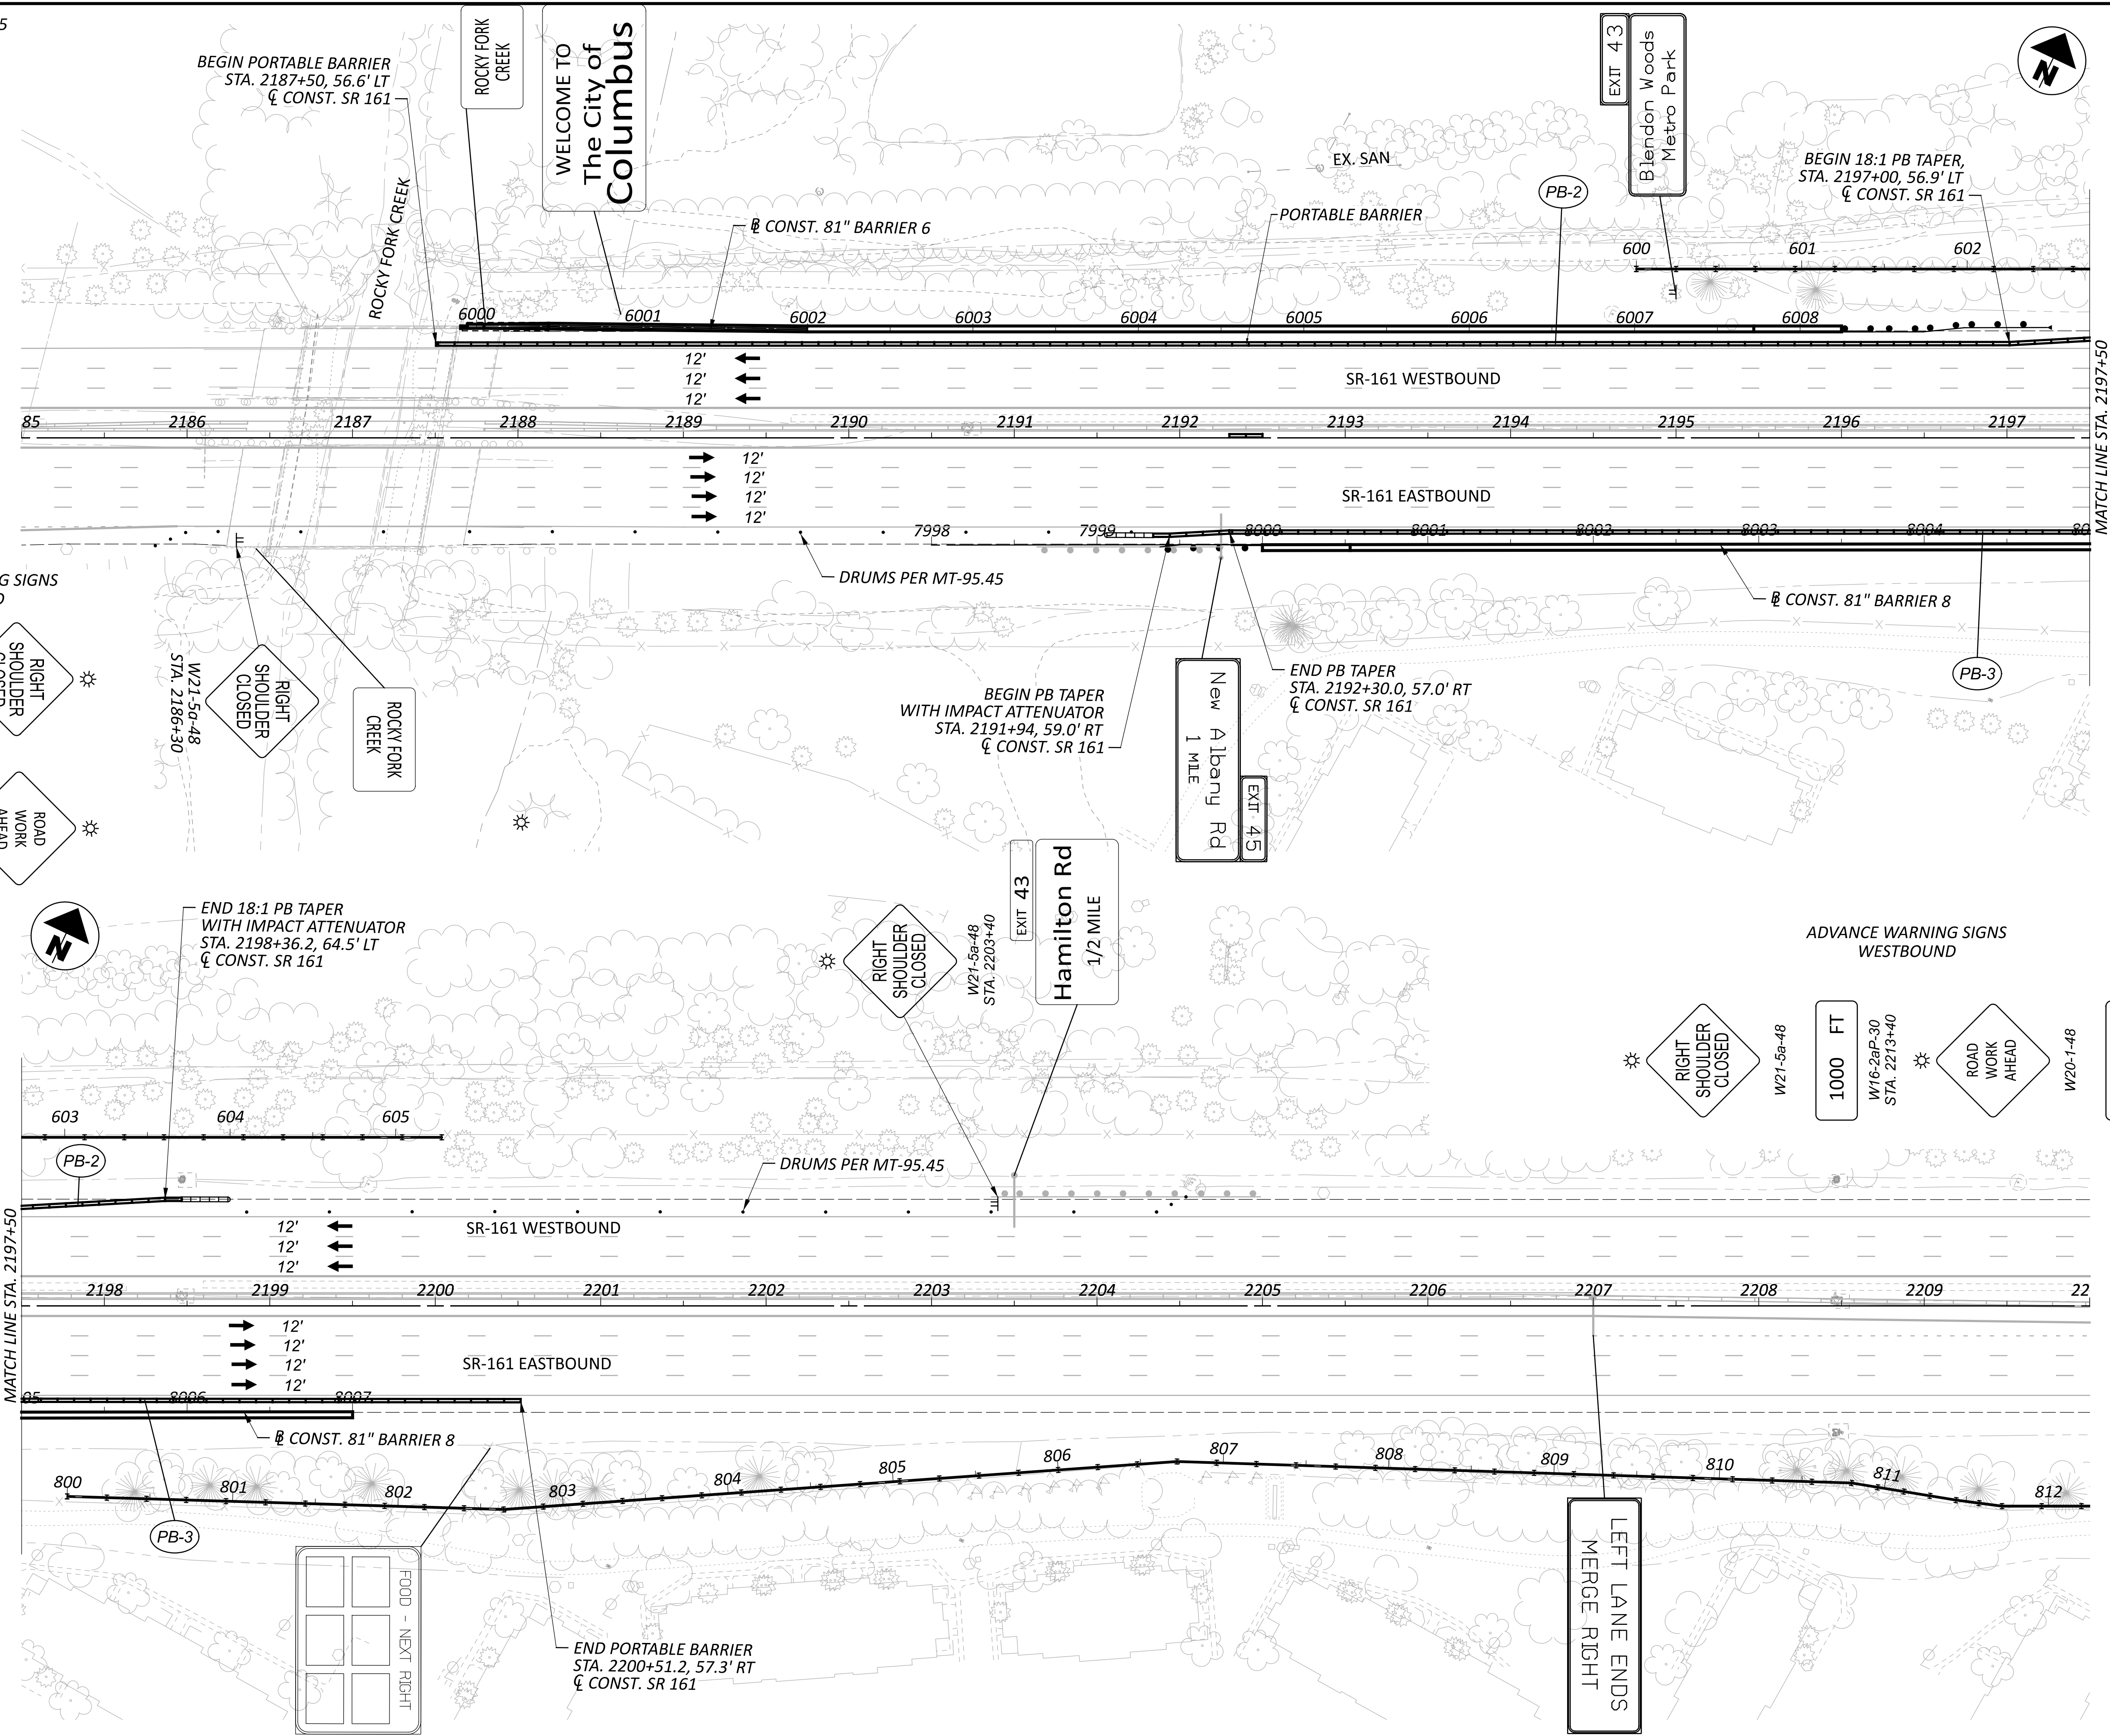 5
BEGIN PORTABLE BARRIER
STA. 2187+50, 56.6' LT
℄ CONST. SR 161
ROCKY FORK
CREEK
WELCOME TO
The City of
Columbus
EXIT 43
Blendon Woods
Metro Park
N
ROCKY FORK CREEK
CONST. 81" BARRIER 6
PORTABLE BARRIER
EX. SAN
PB-2
BEGIN 18:1 PB TAPER,
STA. 2197+00, 56.9' LT
℄ CONST. SR 161
600 601 602
6000 6001 6002 6003 6004 6005 6006 6007 6008
12'
12'
12'
SR-161 WESTBOUND
MATCH LINE STA. 2197+50
85 2186 2187 2188 2189 2190 2191 2192 2193 2194 2195 2196 2197
12'
12'
12'
12'
SR-161 EASTBOUND
7998 7999 8000 8001 8002 8003 8004 80
DRUMS PER MT-95.45
CONST. 81" BARRIER 8
G SIGNS
D
RIGHT
SHOULDER
CLOSED
W21-5a-48
STA. 2186+30
RIGHT
SHOULDER
CLOSED
ROCKY FORK
CREEK
BEGIN PB TAPER
WITH IMPACT ATTENUATOR
STA. 2191+94, 59.0' RT
℄ CONST. SR 161
New Albany Rd
1 MILE
EXIT 45
END PB TAPER
STA. 2192+30.0, 57.0' RT
℄ CONST. SR 161
PB-3
ROAD
WORK
AHEAD
N
END 18:1 PB TAPER
WITH IMPACT ATTENUATOR
STA. 2198+36.2, 64.5' LT
℄ CONST. SR 161
RIGHT
SHOULDER
CLOSED
W21-5a-48
STA. 2203+40
EXIT 43
Hamilton Rd
1/2 MILE
ADVANCE WARNING SIGNS
WESTBOUND
RIGHT
SHOULDER
CLOSED
W21-5a-48
1000 FT
W16-2aP-30
STA. 2213+40
ROAD
WORK
AHEAD
W20-1-48
603 604 605
PB-2
DRUMS PER MT-95.45
MATCH LINE STA. 2197+50
12'
12'
12'
SR-161 WESTBOUND
2198 2199 2200 2201 2202 2203 2204 2205 2206 2207 2208 2209 22
12'
12'
12'
12'
SR-161 EASTBOUND
05 8006 8007
CONST. 81" BARRIER 8
800 801 802 803 804 805 806 807 808 809 810 811 812
PB-3
FOOD - NEXT RIGHT
END PORTABLE BARRIER
STA. 2200+51.2, 57.3' RT
℄ CONST. SR 161
LEFT LANE ENDS
MERGE RIGHT